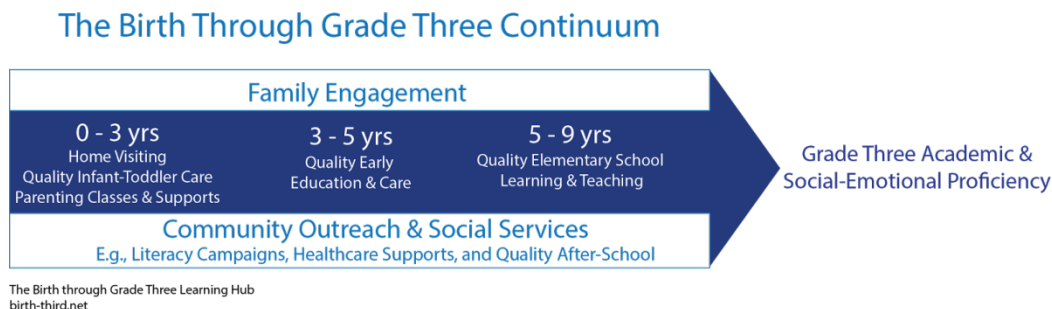 The Birth Through Grade Three Continuum
Family Engagement
0 - 3 yrs
Home Visiting
Quality Infant-Toddler Care
Parenting Classes & Supports
3 - 5 yrs
Quality Early
Education & Care
5 - 9 yrs
Quality Elementary School
Learning & Teaching
Grade Three Academic &
Social-Emotional Proficiency
Community Outreach & Social Services
E.g., Literacy Campaigns, Healthcare Supports, and Quality After-School
The Birth through Grade Three Learning Hub
birth-third.net